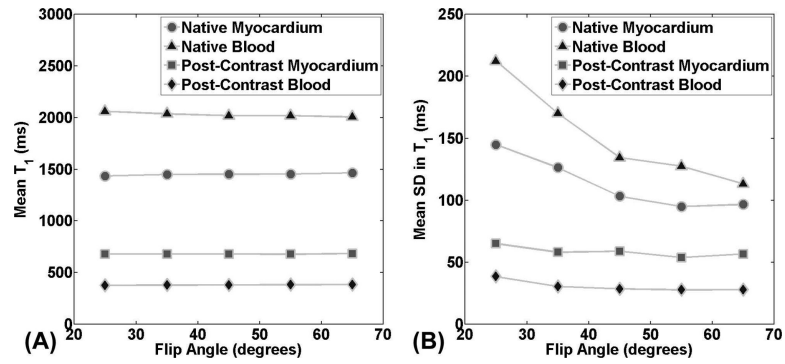 3000
2500
2000
1500
1000
500
0
20
30
40
50
60
70
Mean T1 (ms)
Flip Angle (degrees)
Native Myocardium
Native Blood
Post-Contrast Myocardium
Post-Contrast Blood
(A)
250
200
150
100
50
0
20
30
40
50
60
70
Mean SD in T1 (ms)
Flip Angle (degrees)
Native Myocardium
Native Blood
Post-Contrast Myocardium
Post-Contrast Blood
(B)